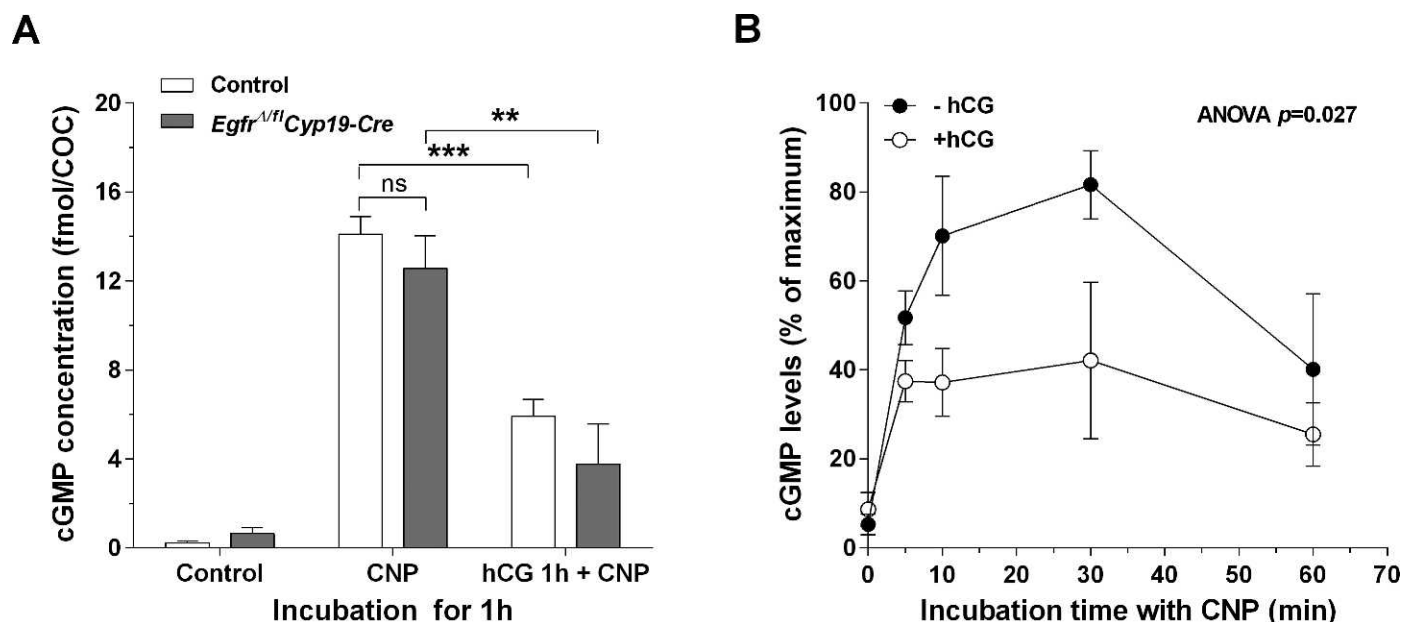 A
Control
Egfr^Δ/fl Cyp19-Cre
20
16
12
8
4
0
cGMP concentration (fmol/COC)
**
***
ns
Control
CNP
hCG 1h + CNP
Incubation for 1h
B
- hCG
+hCG
ANOVA p=0.027
100
80
60
40
20
0
cGMP levels (% of maximum)
0 10 20 30 40 50 60 70
Incubation time with CNP (min)